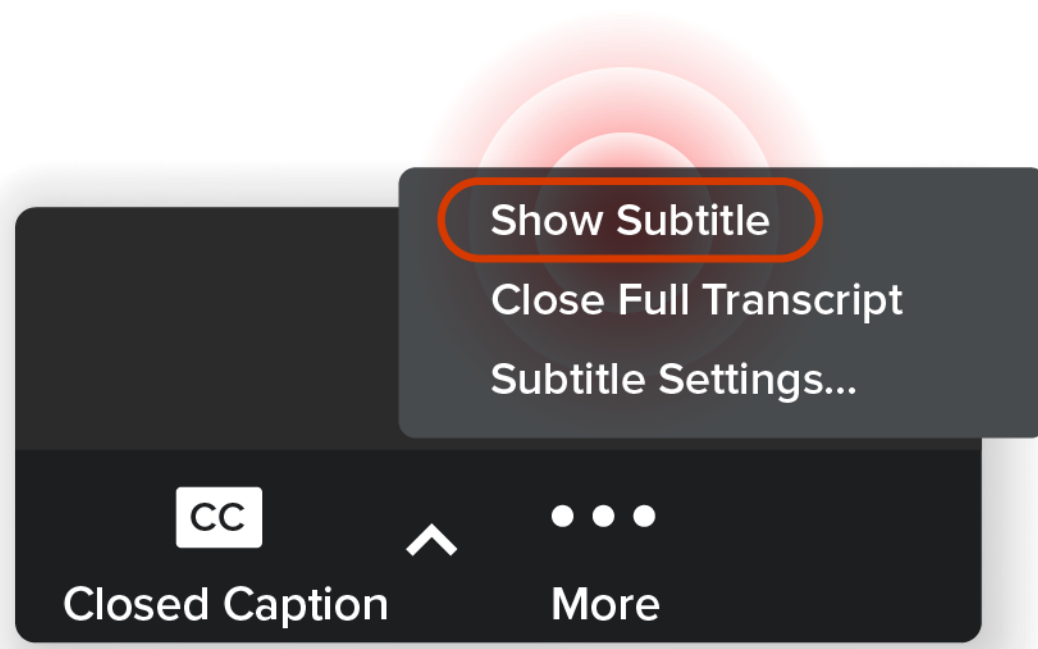 Show Subtitle
Close Full Transcript
Subtitle Settings...
CC
Closed Caption
More